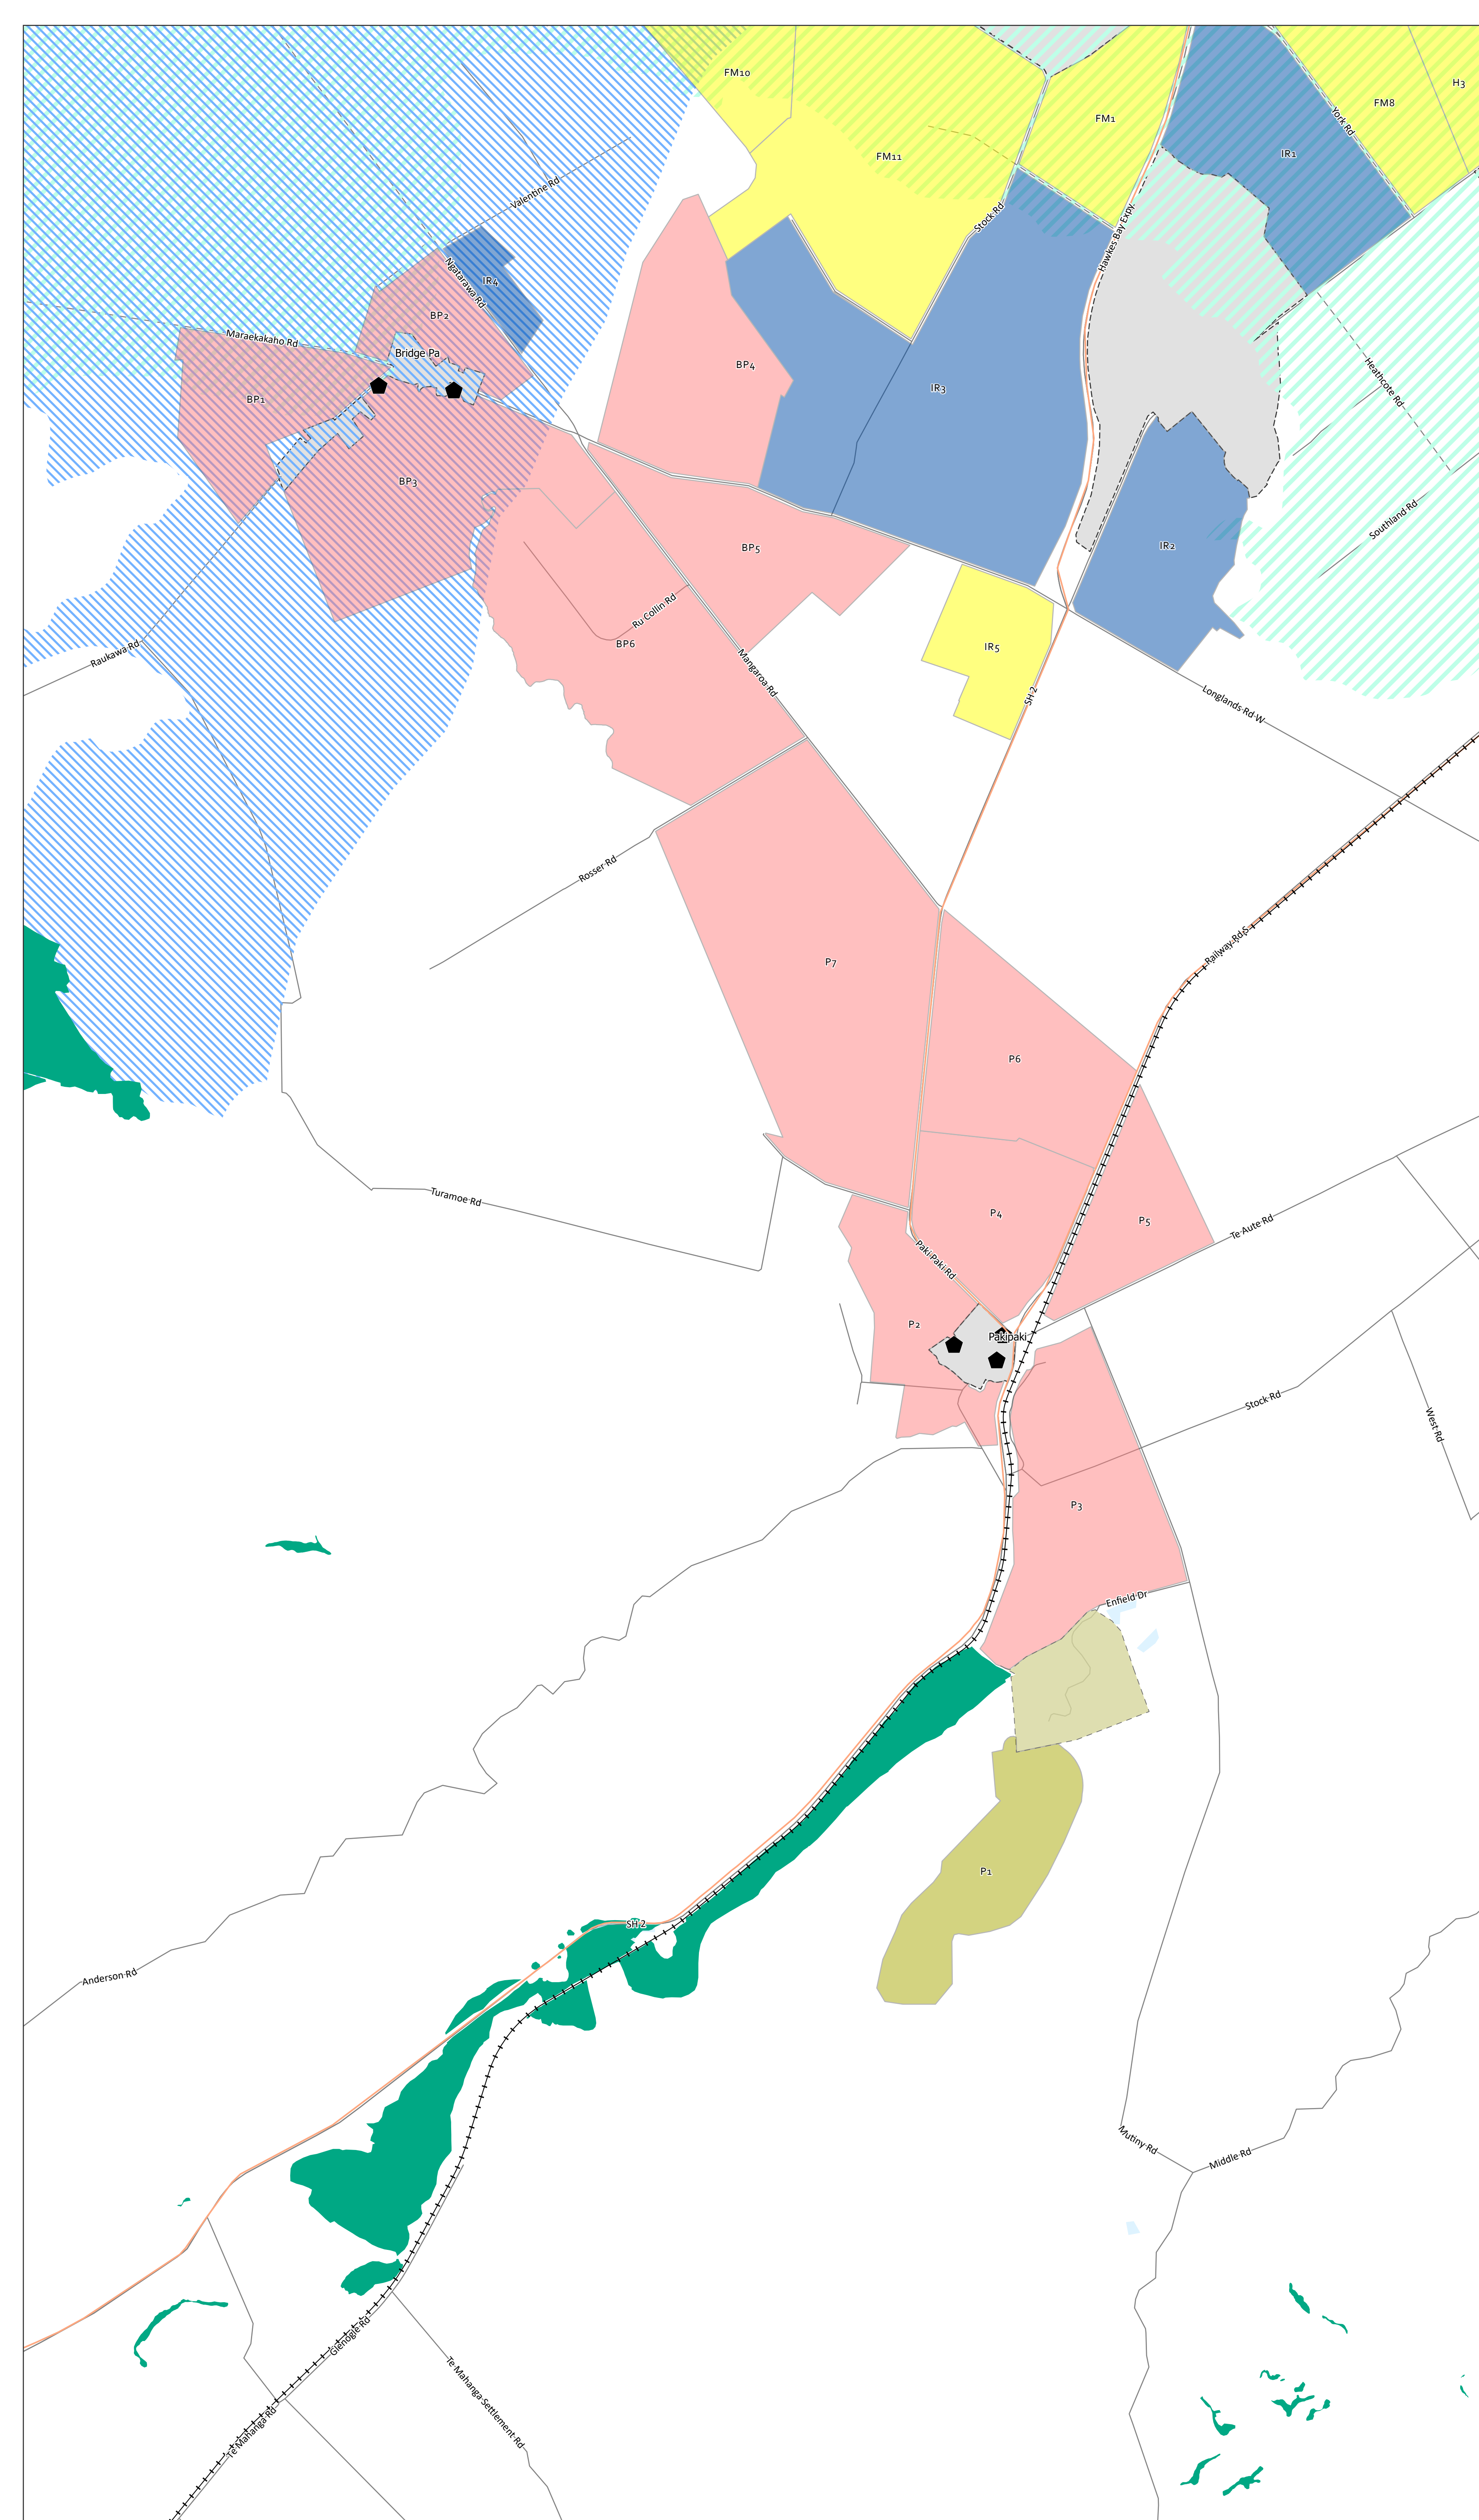 FM10
H3
FM8
FM1
York Rd
FM11
IR1
Valentine Rd
Stock Rd
Hawkes Bay Expy
Ngatarawa Rd
IR4
BP2
Maraekakaho Rd
Bridge Pa
BP4
Heathcote Rd
IR3
BP1
BP3
Southland Rd
IR2
BP5
Ru Collin Rd
BP6
IR5
Raukawa Rd
Mangaroa Rd
SH 2
Longlands Rd W
Rosser Rd
Railway Rd S
P7
P6
Turamoe Rd
P4
P5
Te Aute Rd
Paki Paki Rd
P2
Pakipaki
Stock Rd
West Rd
P3
Enfield Dr
P1
SH 2
Anderson Rd
Mutiny Rd
Middle Rd
Glenogle Rd
Te Mahanga Settlement Rd
Te Mahanga Rd